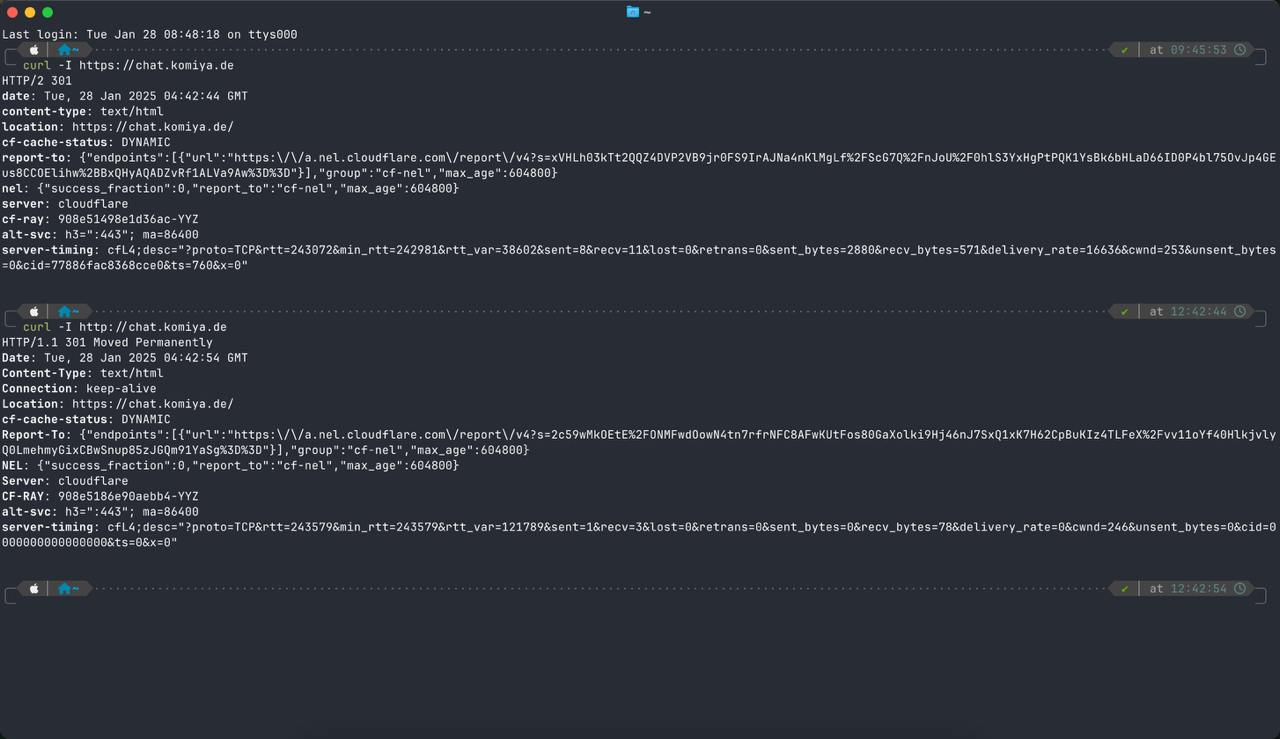 ~
Last login: Tue Jan 28 08:48:18 on ttys000
~ at 09:45:53
curl -I https://chat.komiya.de
HTTP/2 301
date: Tue, 28 Jan 2025 04:42:44 GMT
content-type: text/html
location: https://chat.komiya.de/
cf-cache-status: DYNAMIC
report-to: {"endpoints":[{"url":"https:\/\/a.nel.cloudflare.com\/report\/v4?s=xVHLh03kTt2QQZ4DVP2VB9jr0FS9IrAJNa4nKlMgLf%2FScG7Q%2FnJoU%2F0hlS3YxHgPtPQK1YsBk6bHLaD66ID0P4bl75OvJp4GE
us8CCOElihw%2BBxQHyAQADZvRf1ALVa9Aw%3D%3D"}],"group":"cf-nel","max_age":604800}
nel: {"success_fraction":0,"report_to":"cf-nel","max_age":604800}
server: cloudflare
cf-ray: 908e51498e1d36ac-YYZ
alt-svc: h3=":443"; ma=86400
server-timing: cfL4;desc="?proto=TCP&rtt=243072&min_rtt=242981&rtt_var=38602&sent=8&recv=11&lost=0&retrans=0&sent_bytes=2880&recv_bytes=571&delivery_rate=16636&cwnd=253&unsent_bytes
=0&cid=77886fac8368cce0&ts=760&x=0"
~ at 12:42:44
curl -I http://chat.komiya.de
HTTP/1.1 301 Moved Permanently
Date: Tue, 28 Jan 2025 04:42:54 GMT
Content-Type: text/html
Connection: keep-alive
Location: https://chat.komiya.de/
cf-cache-status: DYNAMIC
Report-To: {"endpoints":[{"url":"https:\/\/a.nel.cloudflare.com\/report\/v4?s=2c59wMkOEtE%2FONMFwdOowN4tn7rfrNFC8AFwKUtFos80GaXolki9Hj46nJ7SxQ1xK7H62CpBuKIz4TLFeX%2Fvv11oYf40Hlkjvly
Q0LmehmyGixCBwSnup85zJGQm91YaSg%3D%3D"}],"group":"cf-nel","max_age":604800}
NEL: {"success_fraction":0,"report_to":"cf-nel","max_age":604800}
Server: cloudflare
CF-RAY: 908e5186e90aebb4-YYZ
alt-svc: h3=":443"; ma=86400
server-timing: cfL4;desc="?proto=TCP&rtt=243579&min_rtt=243579&rtt_var=121789&sent=1&recv=3&lost=0&retrans=0&sent_bytes=0&recv_bytes=78&delivery_rate=0&cwnd=246&unsent_bytes=0&cid=0
000000000000000&ts=0&x=0"
~ at 12:42:54